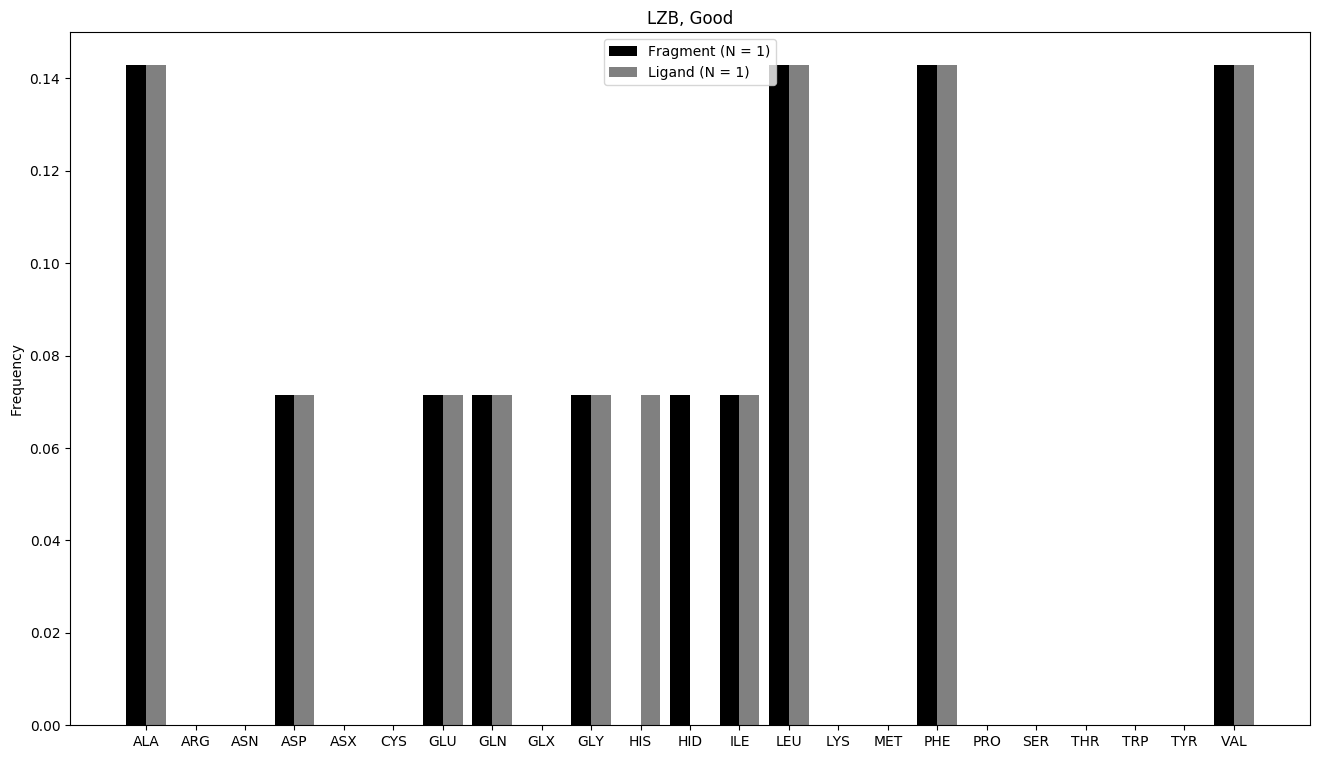 LZB, Good
Fragment (N = 1)
Ligand (N = 1)
Frequency
0.14
0.12
0.10
0.08
0.06
0.04
0.02
0.00
ALA ARG ASN ASP ASX CYS GLU GLN GLX GLY HIS HID ILE LEU LYS MET PHE PRO SER THR TRP TYR VAL